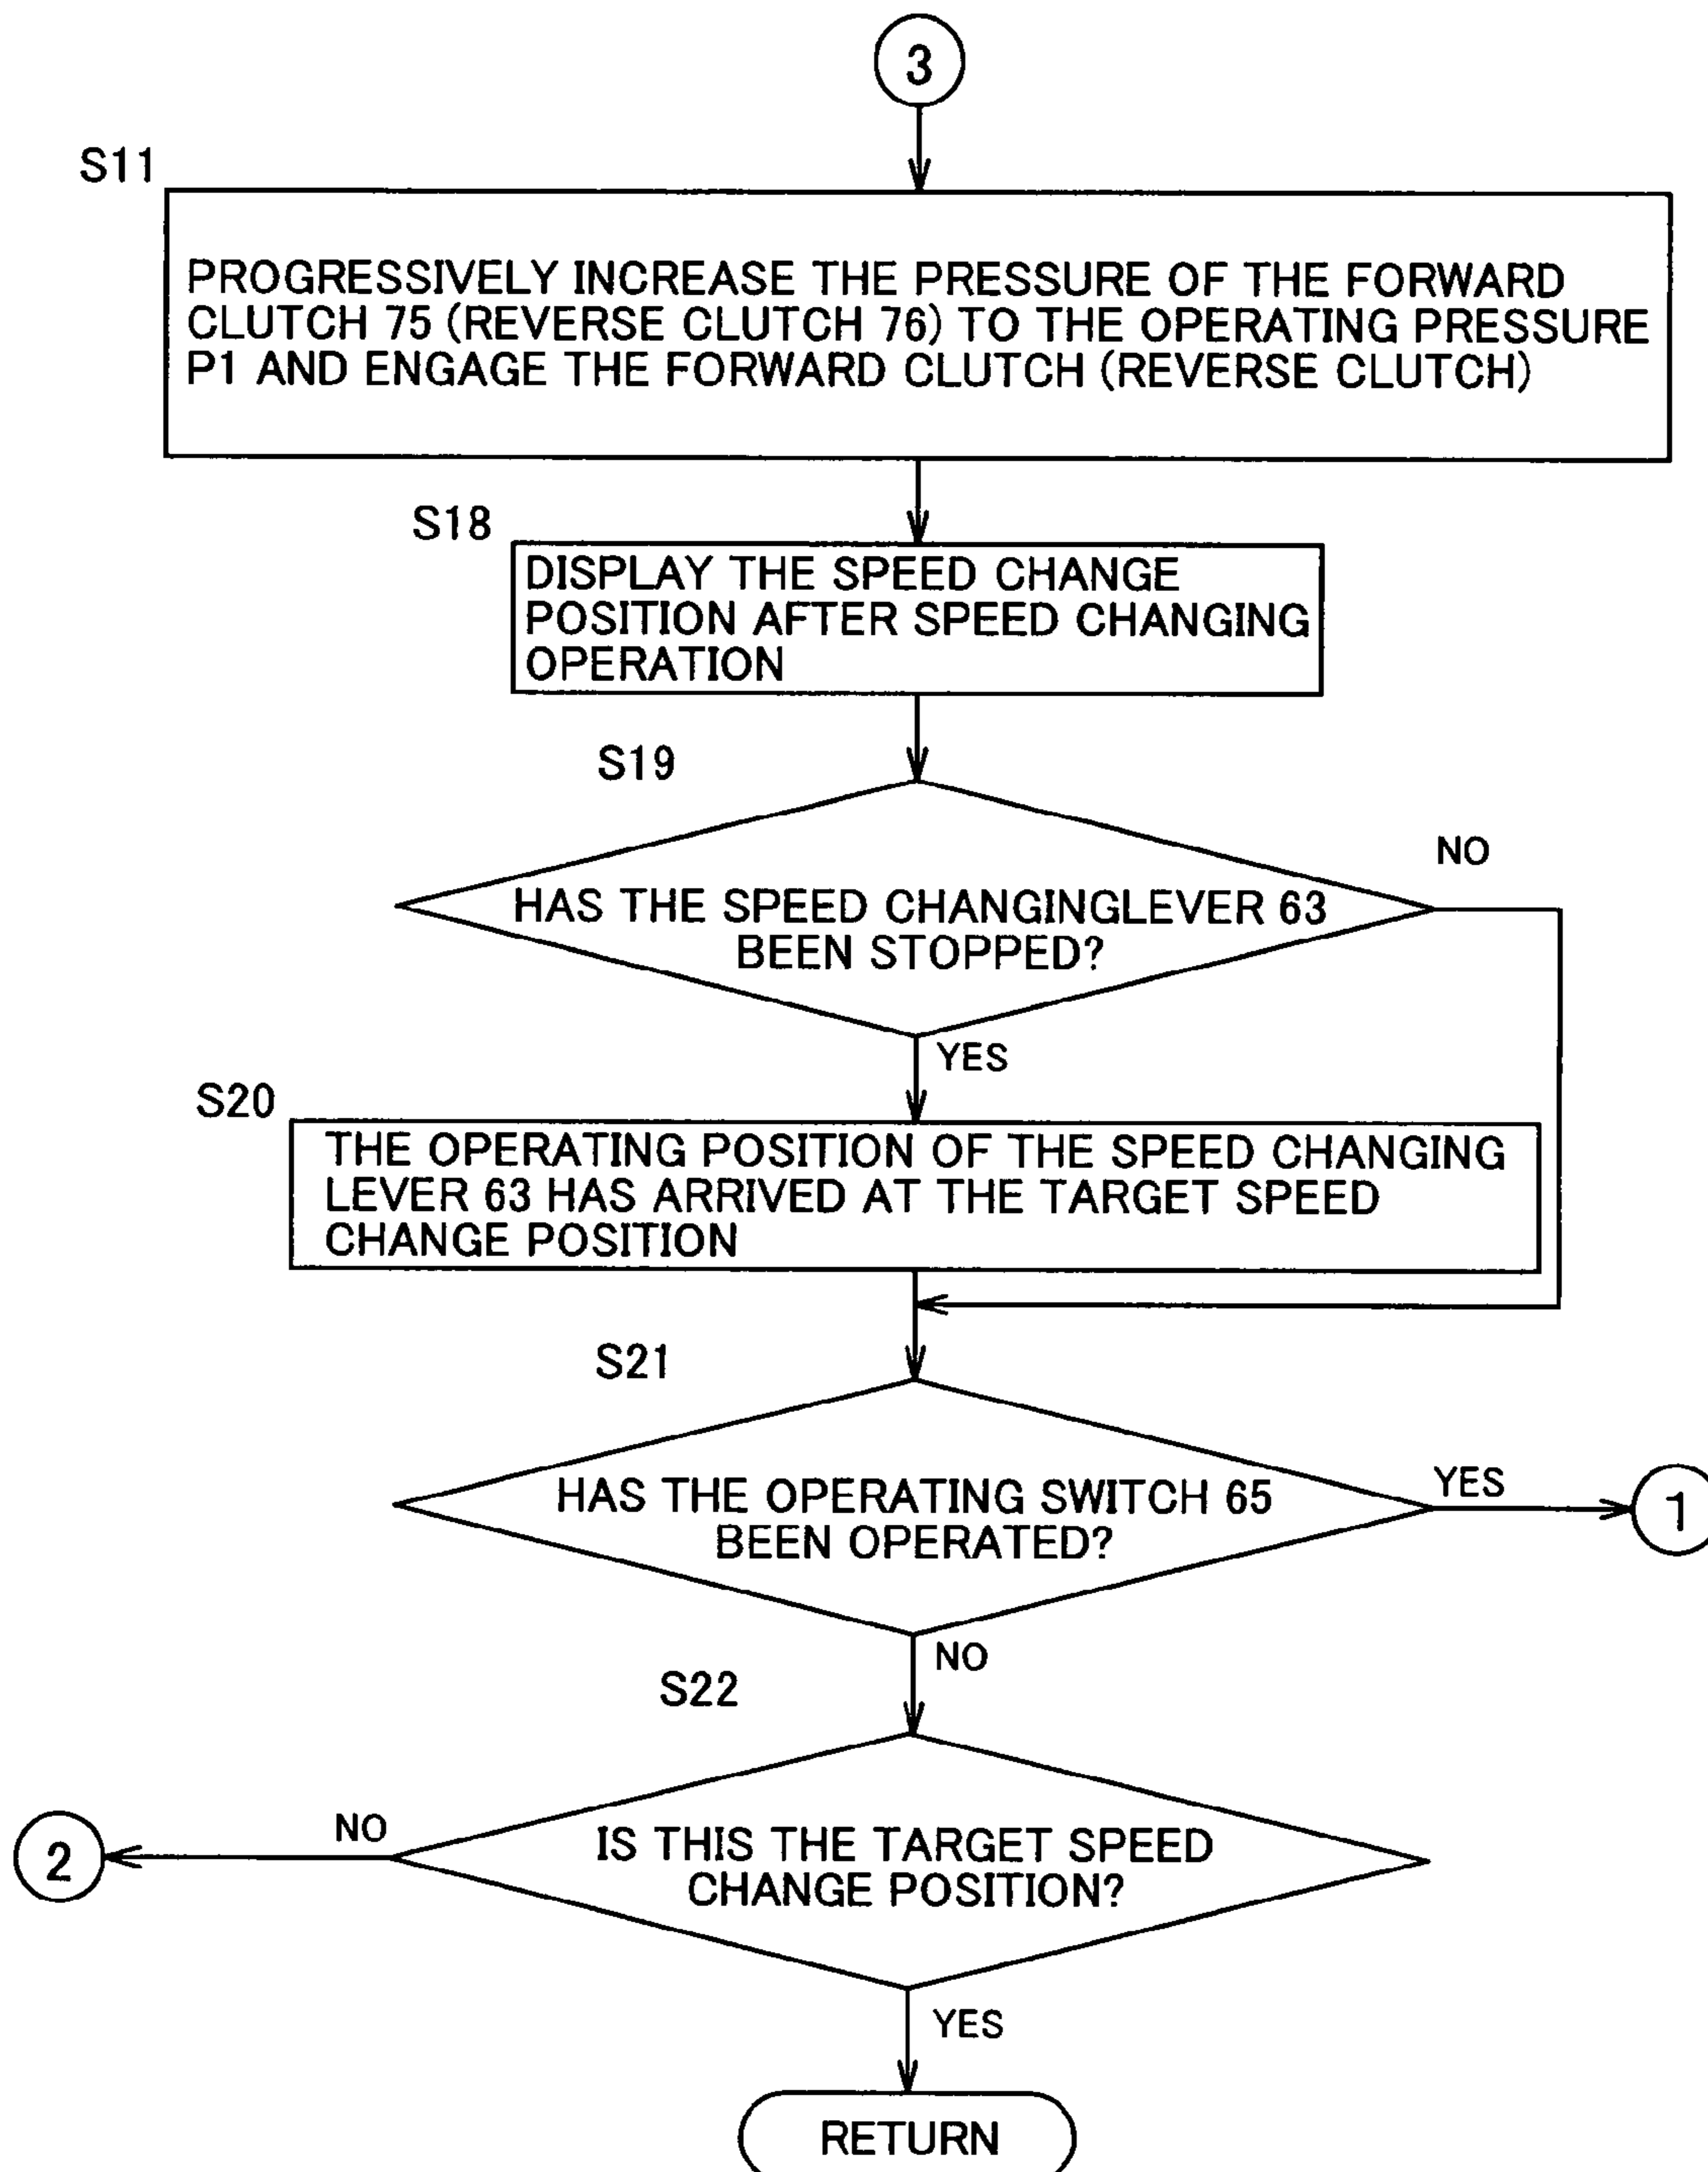 3
S11
PROGRESSIVELY INCREASE THE PRESSURE OF THE FORWARD
CLUTCH 75 (REVERSE CLUTCH 76) TO THE OPERATING PRESSURE
P1 AND ENGAGE THE FORWARD CLUTCH (REVERSE CLUTCH)
S18
DISPLAY THE SPEED CHANGE
POSITION AFTER SPEED CHANGING
OPERATION
S19
NO
HAS THE SPEED CHANGINGLEVER 63
BEEN STOPPED?
YES
S20
THE OPERATING POSITION OF THE SPEED CHANGING
LEVER 63 HAS ARRIVED AT THE TARGET SPEED
CHANGE POSITION
S21
HAS THE OPERATING SWITCH 65
BEEN OPERATED?
YES
1
NO
S22
IS THIS THE TARGET SPEED
CHANGE POSITION?
NO
2
YES
RETURN